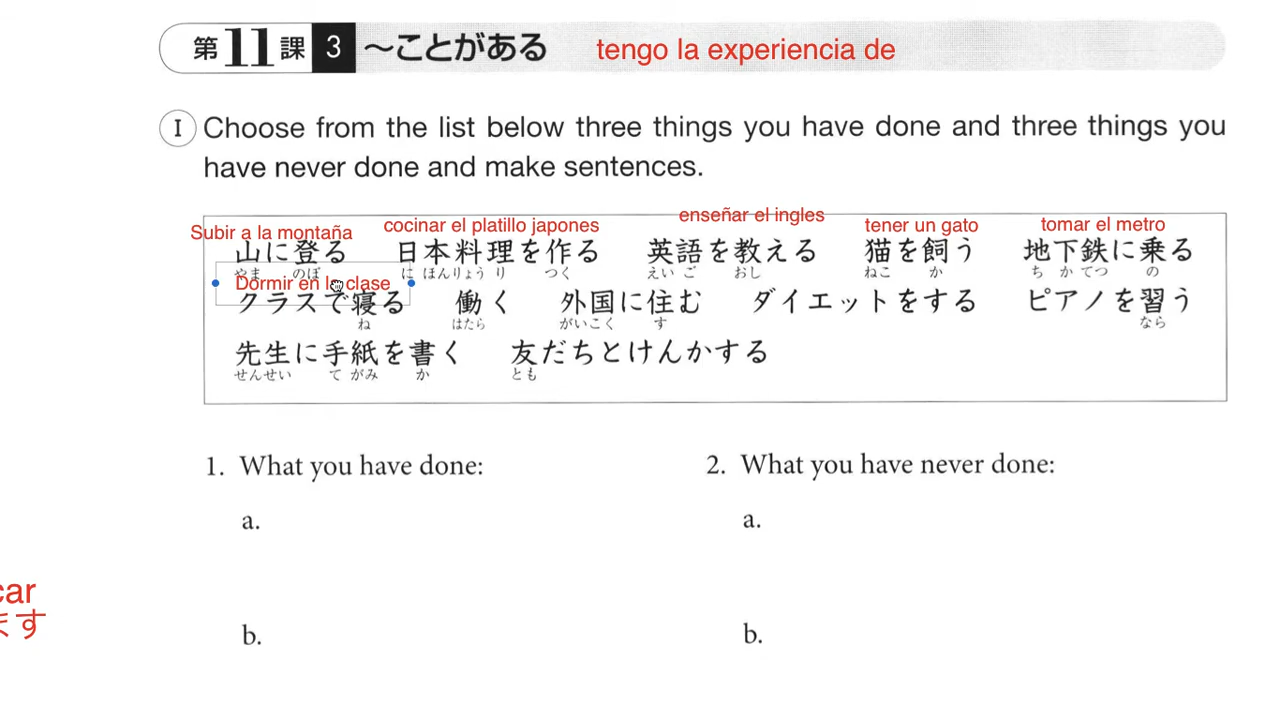 第11課 3 〜ことがある tengo la experiencia de
I Choose from the list below three things you have done and three things you
have never done and make sentences.
Subir a la montaña cocinar el platillo japones enseñar el ingles tener un gato tomar el metro
山に登る 日本料理を作る 英語を教える 猫を飼う 地下鉄に乗る
やま のぼ に ほんりょう り つく えい ご おし ねこ か ち か てつ の
Dormir en la clase
クラスで寝る 働く 外国に住む ダイエットをする ピアノを習う
ね はたら がいこく す なら
先生に手紙を書く 友だちとけんかする
せんせい て がみ か とも
1. What you have done: 2. What you have never done:
a. a.
car
ます
b. b.